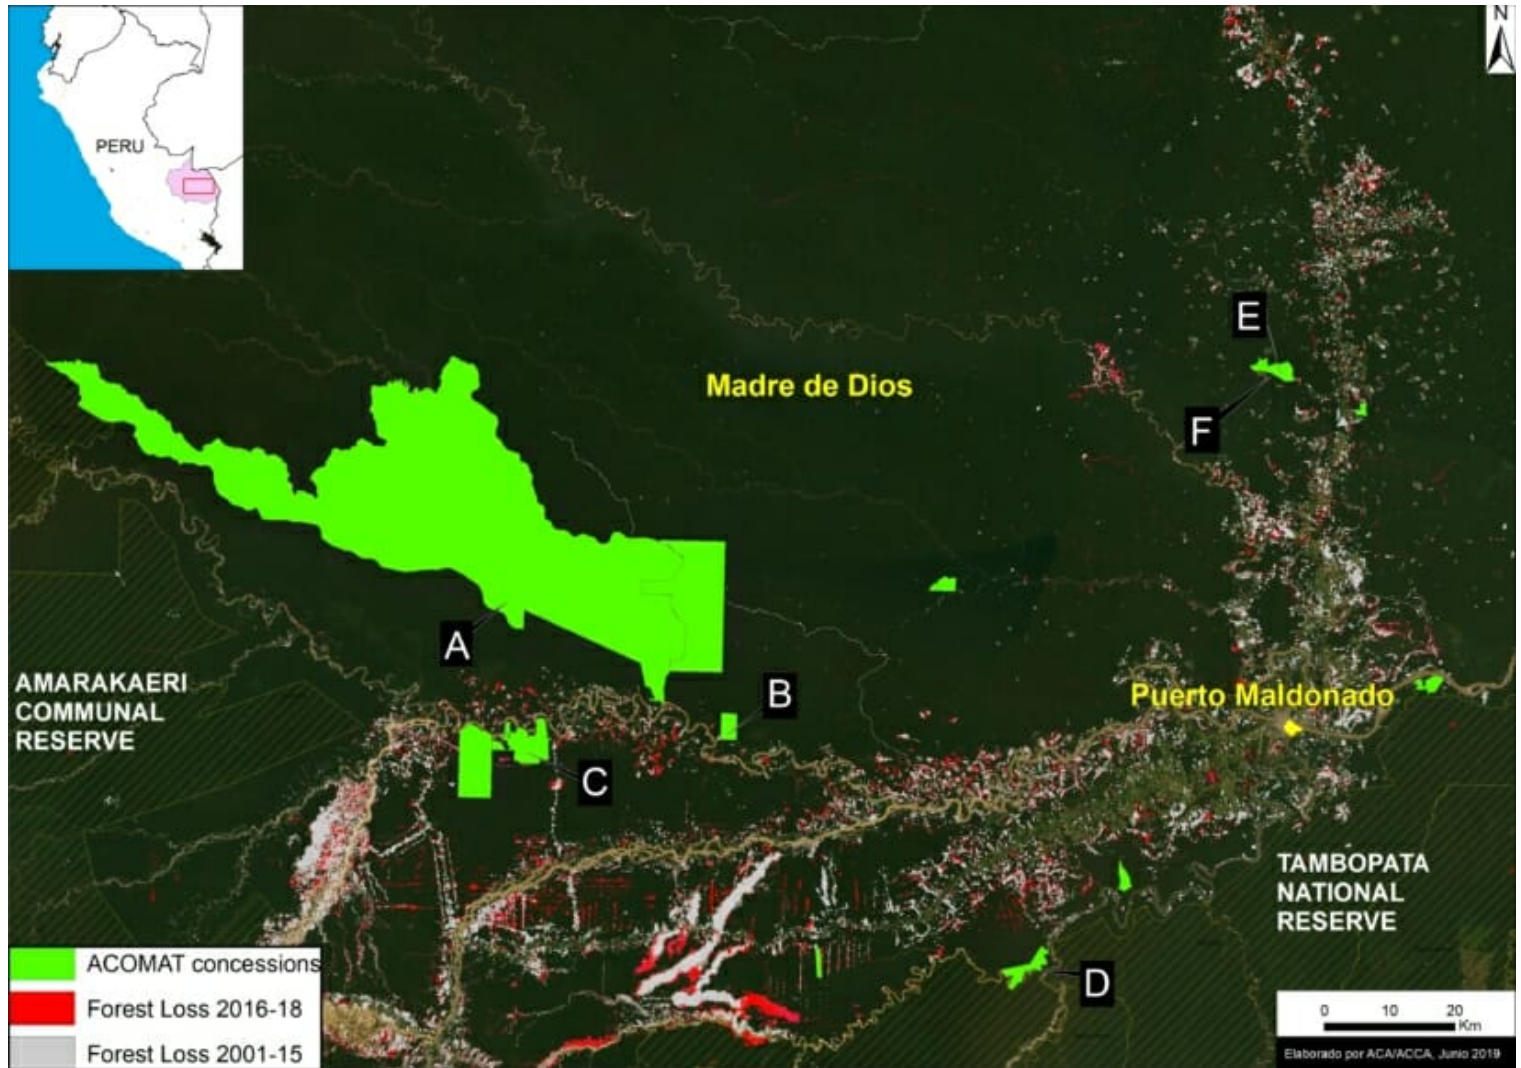 N
PERU
E
Madre de Dios
F
A
AMARAKAERI
COMMUNAL
RESERVE
B
Puerto Maldonado
C
TAMBOPATA
NATIONAL
RESERVE
D
ACOMAT concessions
Forest Loss 2016-18
Forest Loss 2001-15
0 10 20
Km
Elaborado por ACA/ACCA, Junio 2019